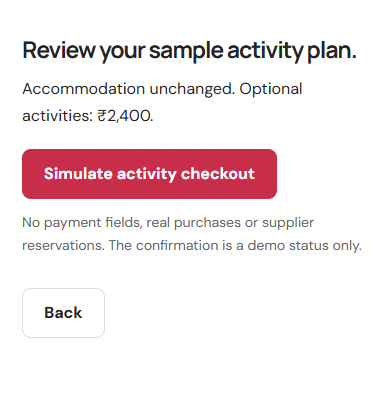 Review your sample activity plan.
Accommodation unchanged. Optional
activities: ₹2,400.
Simulate activity checkout
No payment fields, real purchases or supplier
reservations. The confirmation is a demo status only.
Back